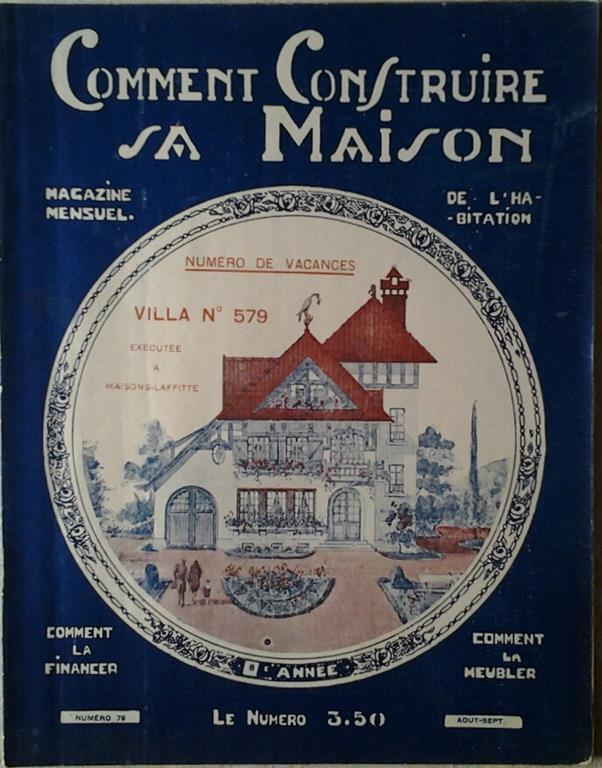 COMMENT CONSTRUIRE
SA MAISON
MAGAZINE
MENSUEL.
DE L'HA-
-BITATION
NUMÉRO DE VACANCES
VILLA N° 579
EXÉCUTÉE
A
MAISONS-LAFFITTE
COMMENT
LA
FINANCER
COMMENT
LA
MEUBLER
8e ANNÉE
NUMÉRO 79
LE NUMERO 3.50
AOUT-SEPT.